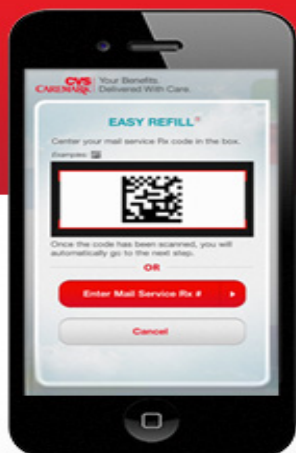 CVS
CAREMARK
Your Benefits.
Delivered With Care.
EASY REFILL®
Center your mail service Rx code in the box.
Examples:
Once the code has been scanned, you will
automatically go to the next step.
OR
Enter Mail Service Rx #
Cancel